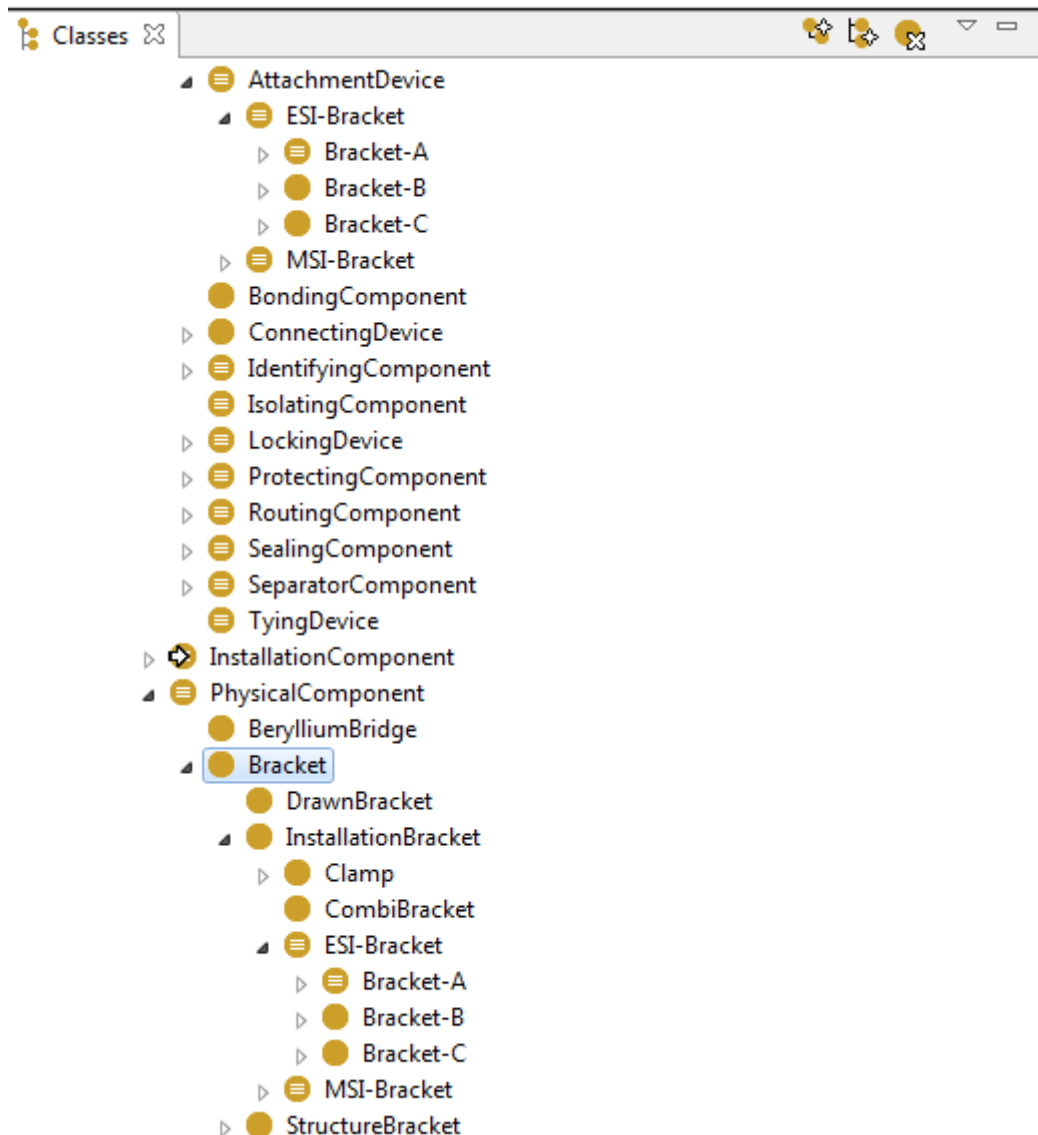 Classes
AttachmentDevice
ESI-Bracket
Bracket-A
Bracket-B
Bracket-C
MSI-Bracket
BondingComponent
ConnectingDevice
IdentifyingComponent
IsolatingComponent
LockingDevice
ProtectingComponent
RoutingComponent
SealingComponent
SeparatorComponent
TyingDevice
InstallationComponent
PhysicalComponent
BerylliumBridge
Bracket
DrawnBracket
InstallationBracket
Clamp
CombiBracket
ESI-Bracket
Bracket-A
Bracket-B
Bracket-C
MSI-Bracket
StructureBracket